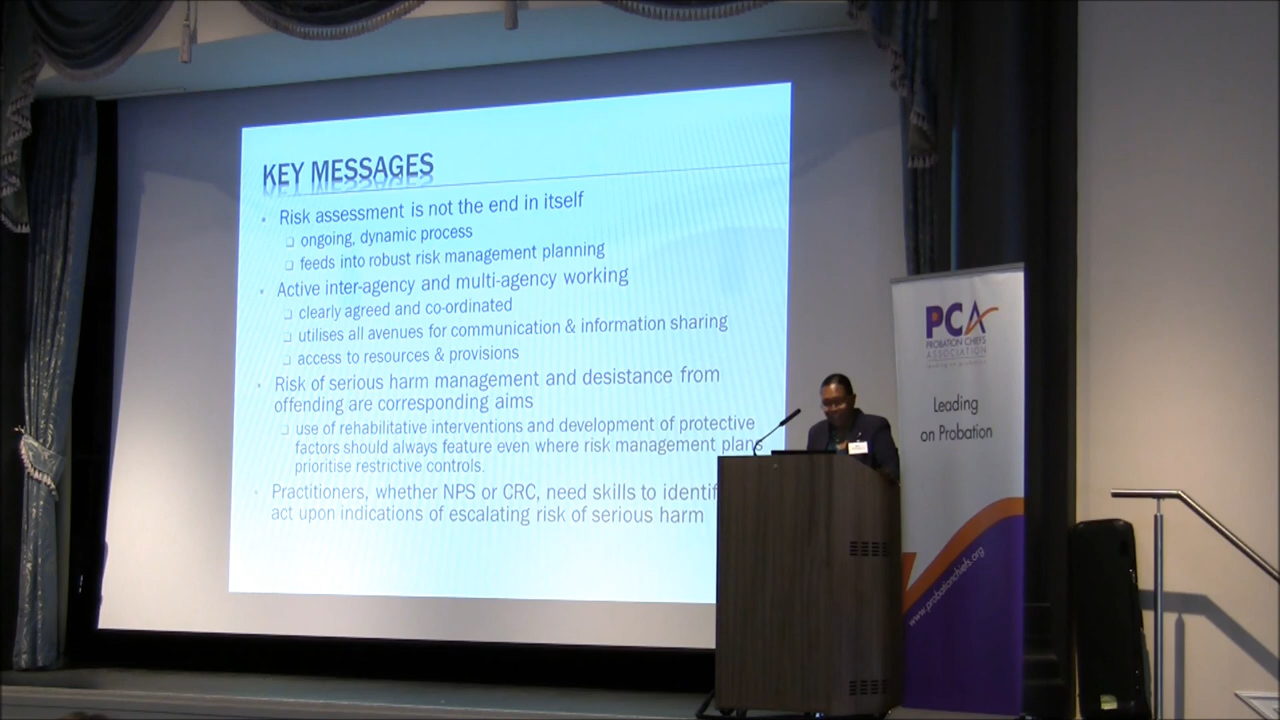 KEY MESSAGES
Risk assessment is not the end in itself
ongoing, dynamic process
feeds into robust risk management planning
Active inter-agency and multi-agency working
clearly agreed and co-ordinated
utilises all avenues for communication & information sharing
access to resources & provisions
Risk of serious harm management and desistance from
offending are corresponding aims
use of rehabilitative interventions and development of protective
factors should always feature even where risk management plans
prioritise restrictive controls.
Practitioners, whether NPS or CRC, need skills to identif
act upon indications of escalating risk of serious harm
PCA
PROBATION CHIEFS
ASSOCIATION
Leading
on Probation
www.probationchiefs.org